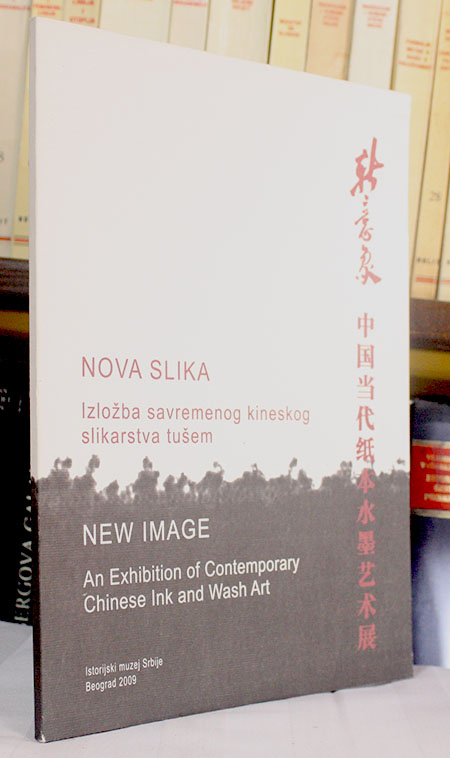 新意象
中国当代纸本水墨艺术展
NOVA SLIKA
Izložba savremenog kineskog
slikarstva tušem
NEW IMAGE
An Exhibition of Contemporary
Chinese Ink and Wash Art
Istorijski muzej Srbije
Beograd 2009
28